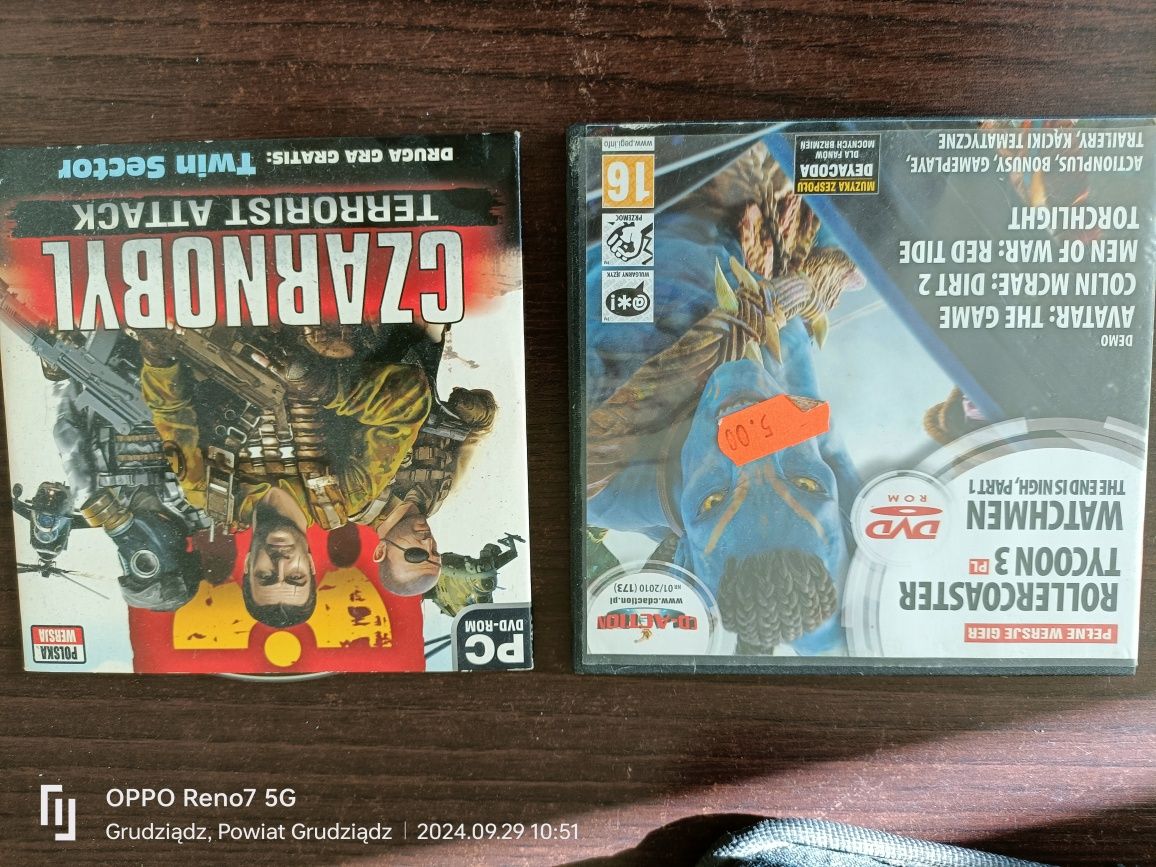 PC
DVD-ROM
POLSKA
WERSJA
CZARNOBYL
TERRORIST ATTACK
DRUGA GRA GRATIS: Twin Sector
PEŁNE WERSJE GIER
ROLLERCOASTER
TYCOON 3 PL
WATCHMEN
THE END IS NIGH, PART 1
DVD
ROM
CD-ACTION
www.cdaction.pl
NR 01/2010 (173)
5.00
DEMO
AVATAR: THE GAME
COLIN MCRAE: DIRT 2
MEN OF WAR: RED TIDE
TORCHLIGHT
ACTIONPLUS, BONUSY, GAMEPLAYE,
TRAILERY, KĄCIKI TEMATYCZNE
MUZYKA ZESPOŁU
DEYACODA
DLA FANÓW
MOCNYCH BRZMIEŃ
WULGARNY JĘZYK
PRZEMOC
16
www.pegi.info
OPPO Reno7 5G
Grudziądz, Powiat Grudziądz | 2024.09.29 10:51